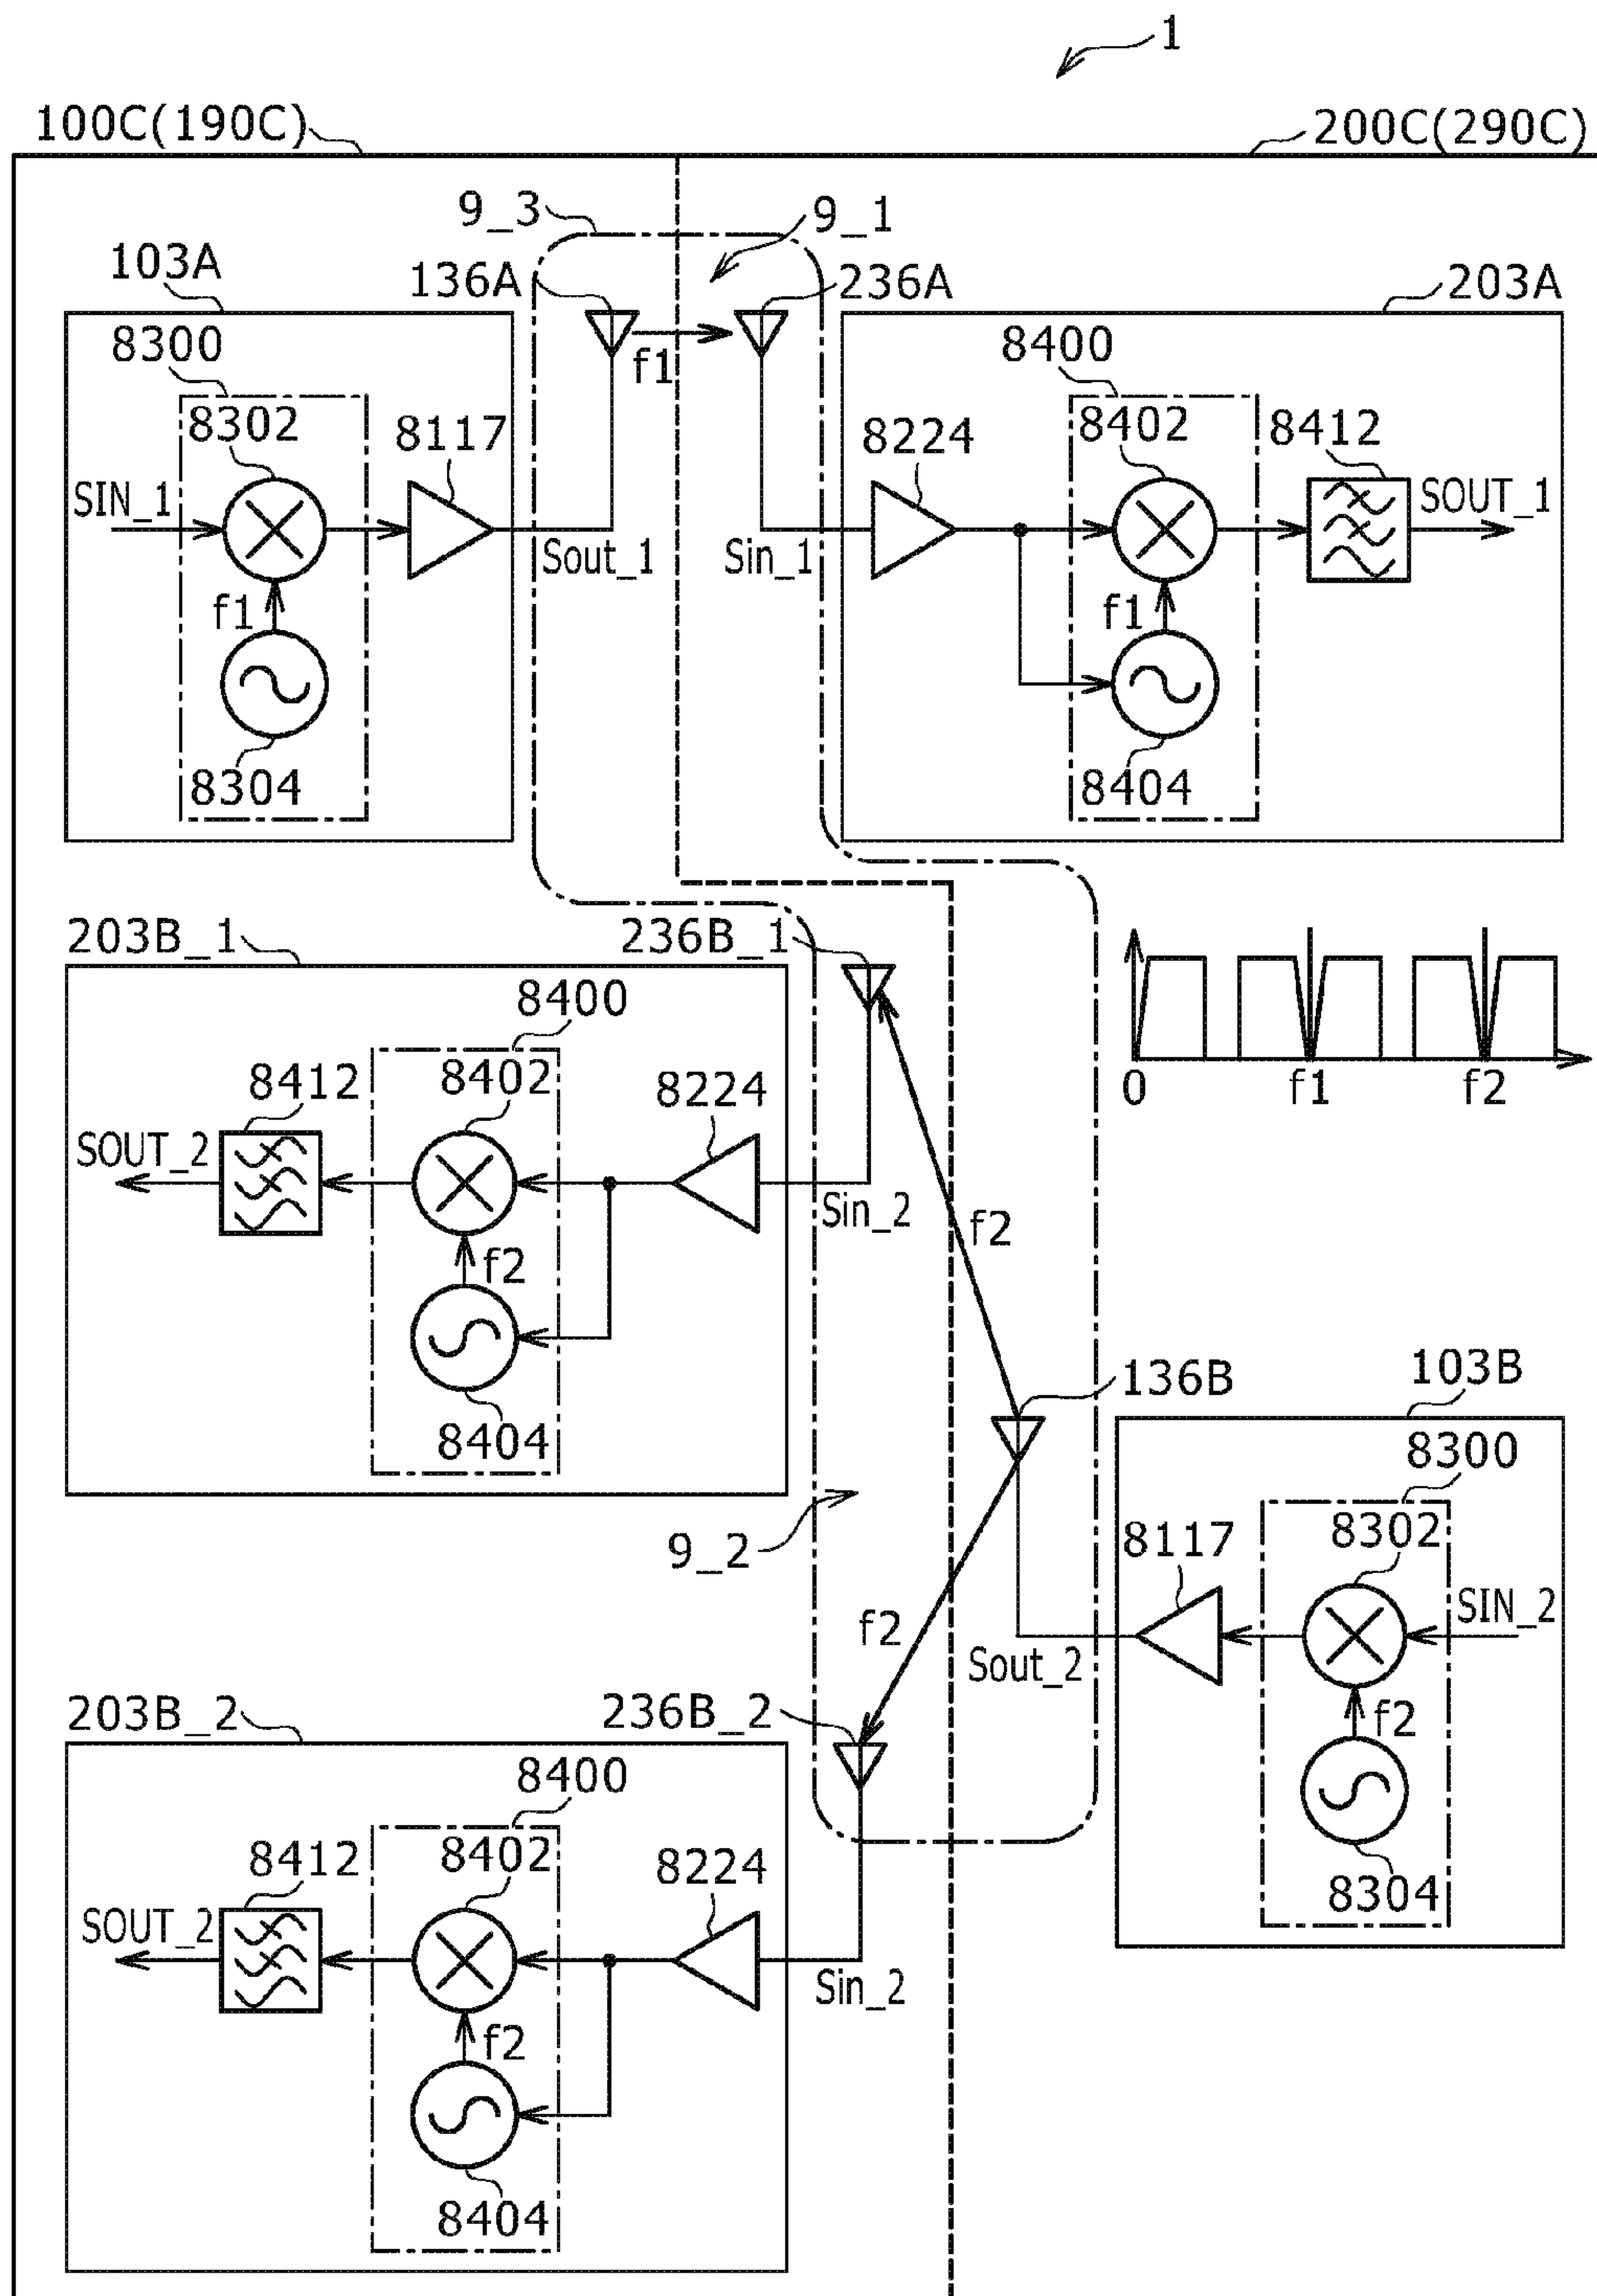 1
100C(190C)
200C(290C)
9_3
9_1
103A
136A
236A
203A
8300
f1
8400
8302
8117
8224
8402
8412
SIN_1
SOUT_1
Sout_1
Sin_1
f1
f1
8304
8404
203B_1
236B_1
8400
8402
8412
8224
0
f1
f2
SOUT_2
Sin_2
f2
f2
136B
103B
8404
8300
8302
8117
9_2
SIN_2
f2
Sout_2
203B_2
236B_2
f2
8400
8402
8412
8224
8304
SOUT_2
Sin_2
f2
8404